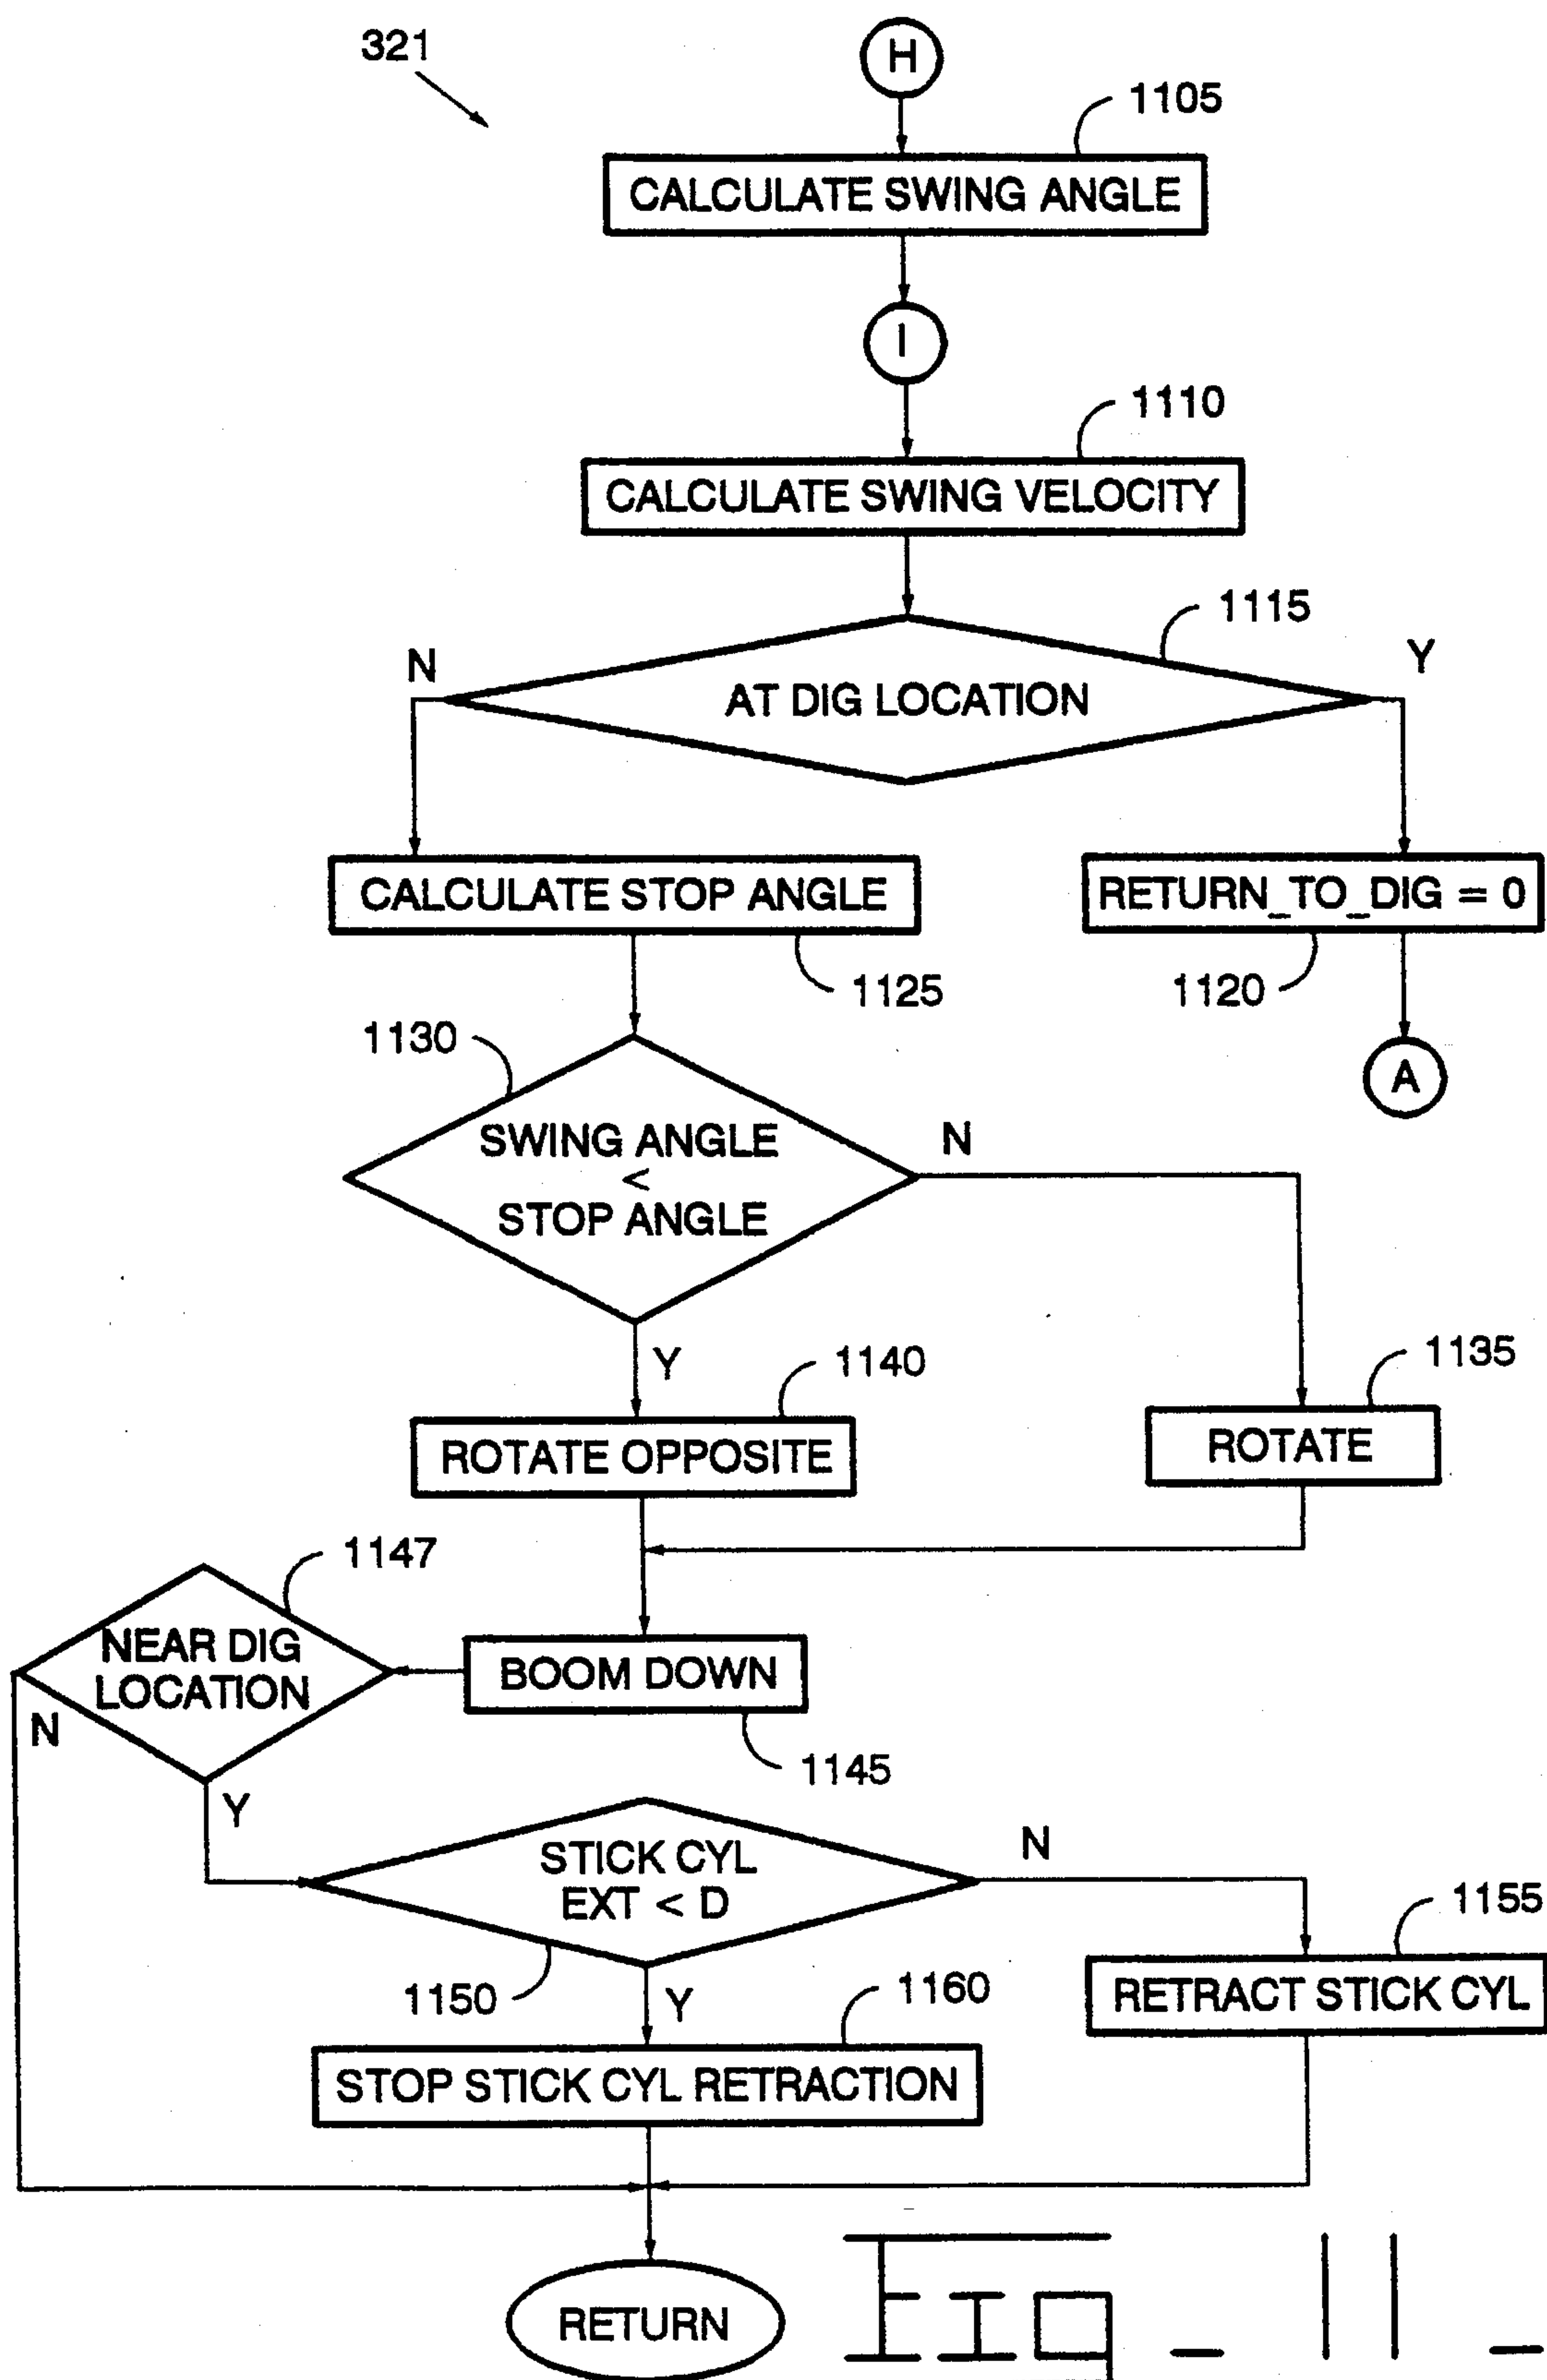 321
H
1105
CALCULATE SWING ANGLE
I
1110
CALCULATE SWING VELOCITY
1115
N
Y
AT DIG LOCATION
CALCULATE STOP ANGLE
RETURN_TO_DIG = 0
1125
1120
1130
A
SWING ANGLE
<
STOP ANGLE
N
Y
1140
1135
ROTATE OPPOSITE
ROTATE
1147
NEAR DIG
LOCATION
BOOM DOWN
N
1145
Y
STICK CYL
EXT < D
N
1155
1150
Y
1160
RETRACT STICK CYL
STOP STICK CYL RETRACTION
RETURN
FIG_11_